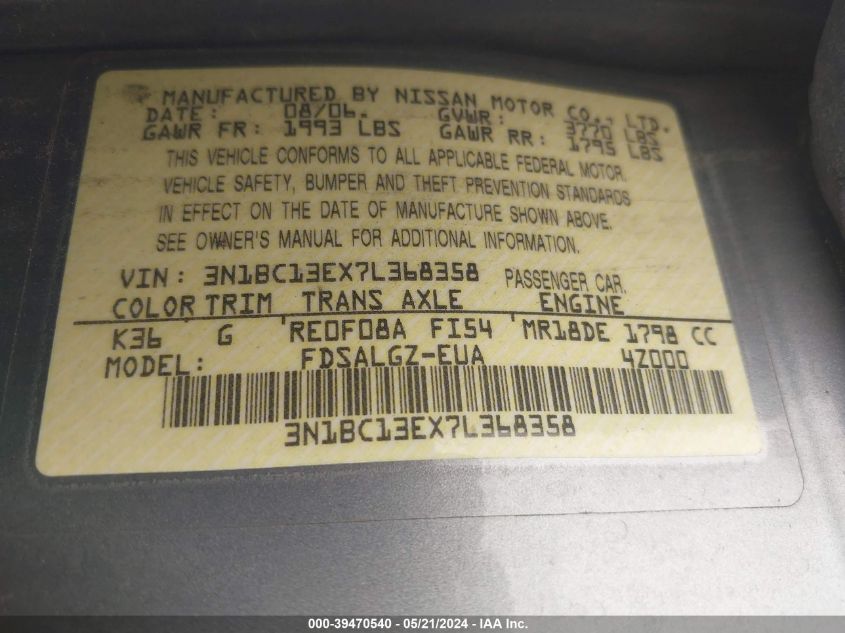 MANUFACTURED BY NISSAN MOTOR CO., LTD.
DATE: 08/06. GVWR: 3770 LBS
GAWR FR: 1993 LBS GAWR RR: 1795 LBS
THIS VEHICLE CONFORMS TO ALL APPLICABLE FEDERAL MOTOR
VEHICLE SAFETY, BUMPER AND THEFT PREVENTION STANDARDS
IN EFFECT ON THE DATE OF MANUFACTURE SHOWN ABOVE.
SEE OWNER'S MANUAL FOR ADDITIONAL INFORMATION.
VIN: 3N1BC13EX7L368358 PASSENGER CAR.
COLOR TRIM TRANS AXLE ENGINE
K36 G RE0F08A FI54 MR18DE 1798 CC
MODEL: FDSALGZ-EUA 4Z000
3N1BC13EX7L368358
000-39470540 - 05/21/2024 - IAA Inc.